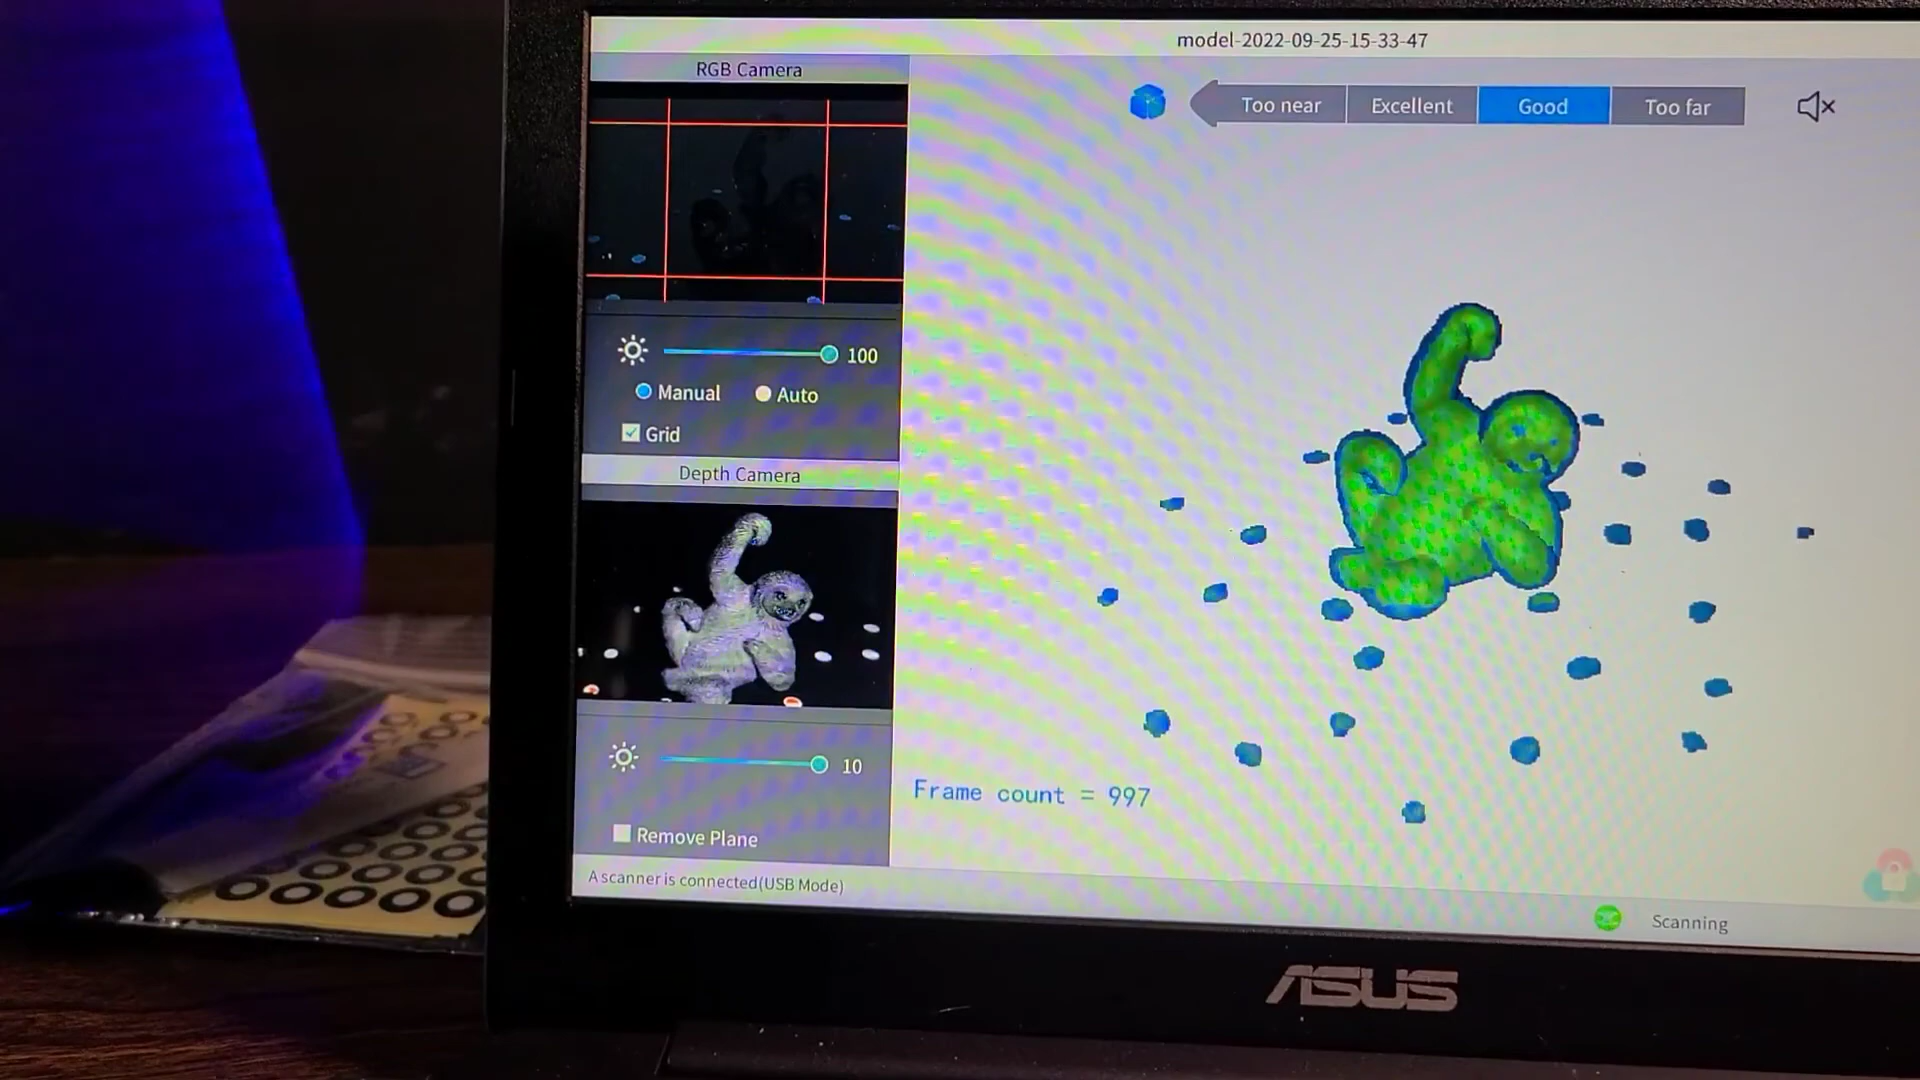 model-2022-09-25-15-33-47
RGB Camera
Too near
Excellent
Good
Too far
100
Manual
Auto
Grid
Depth Camera
10
Frame count = 997
Remove Plane
A scanner is connected(USB Mode)
Scanning
ASUS